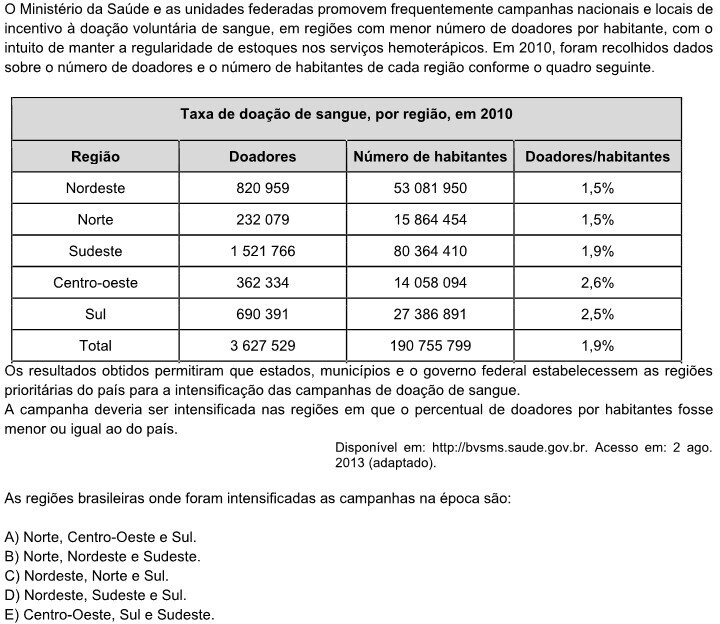 O Ministério da Saúde e as unidades federadas promovem frequentemente campanhas nacionais e locais de
incentivo à doação voluntária de sangue, em regiões com menor número de doadores por habitante, com o
intuito de manter a regularidade de estoques nos serviços hemoterápicos. Em 2010, foram recolhidos dados
sobre o número de doadores e o número de habitantes de cada região conforme o quadro seguinte.
Taxa de doação de sangue, por região, em 2010
Região Doadores Número de habitantes Doadores/habitantes
Nordeste 820 959 53 081 950 1,5%
Norte 232 079 15 864 454 1,5%
Sudeste 1 521 766 80 364 410 1,9%
Centro-oeste 362 334 14 058 094 2,6%
Sul 690 391 27 386 891 2,5%
Total 3 627 529 190 755 799 1,9%
Os resultados obtidos permitiram que estados, municípios e o governo federal estabelecessem as regiões
prioritárias do país para a intensificação das campanhas de doação de sangue.
A campanha deveria ser intensificada nas regiões em que o percentual de doadores por habitantes fosse
menor ou igual ao do país.
Disponível em: http://bvsms.saude.gov.br. Acesso em: 2 ago.
2013 (adaptado).
As regiões brasileiras onde foram intensificadas as campanhas na época são:
A) Norte, Centro-Oeste e Sul.
B) Norte, Nordeste e Sudeste.
C) Nordeste, Norte e Sul.
D) Nordeste, Sudeste e Sul.
E) Centro-Oeste, Sul e Sudeste.